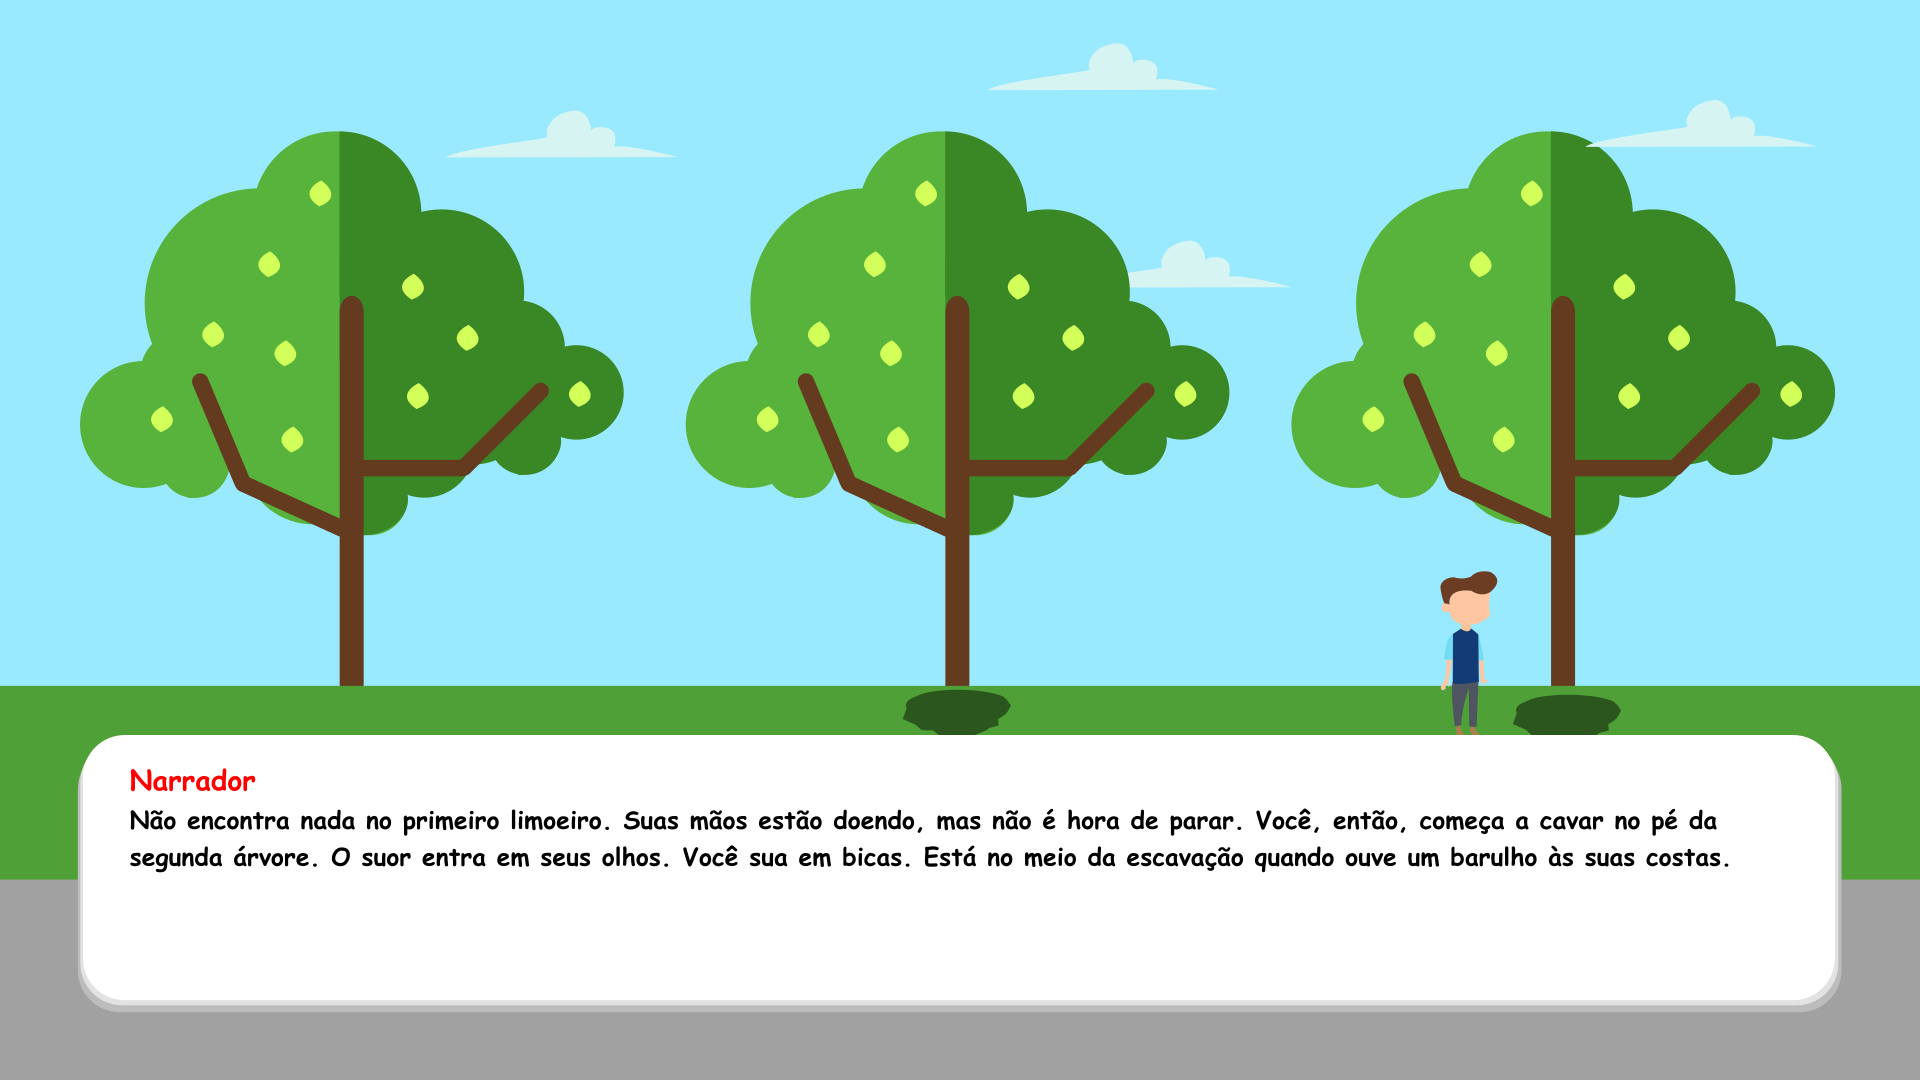 Narrador
Não encontra nada no primeiro limoeiro. Suas mãos estão doendo, mas não é hora de parar. Você, então, começa a cavar no pé da
segunda árvore. O suor entra em seus olhos. Você sua em bicas. Está no meio da escavação quando ouve um barulho às suas costas.